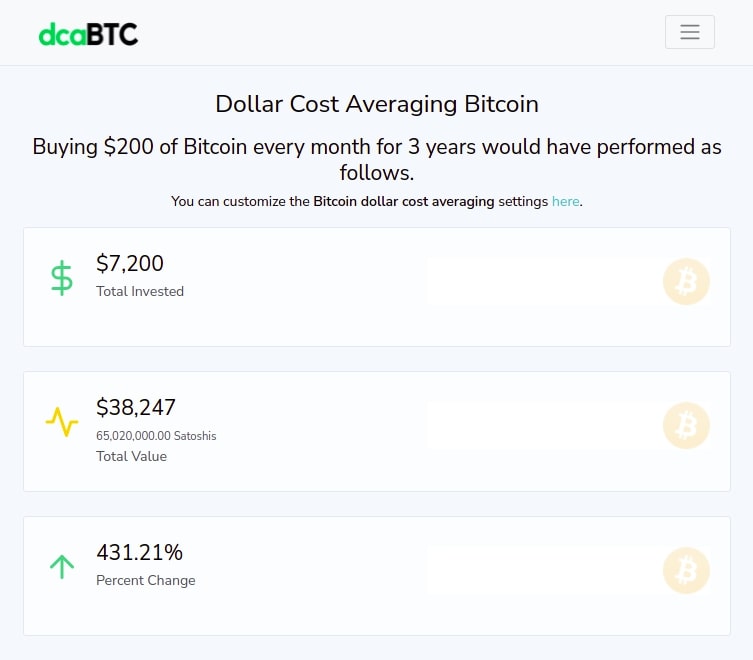 dcaBTC
Dollar Cost Averaging Bitcoin
Buying $200 of Bitcoin every month for 3 years would have performed as
follows.
You can customize the Bitcoin dollar cost averaging settings here.
$7,200
Total Invested
$38,247
65,020,000.00 Satoshis
Total Value
431.21%
Percent Change